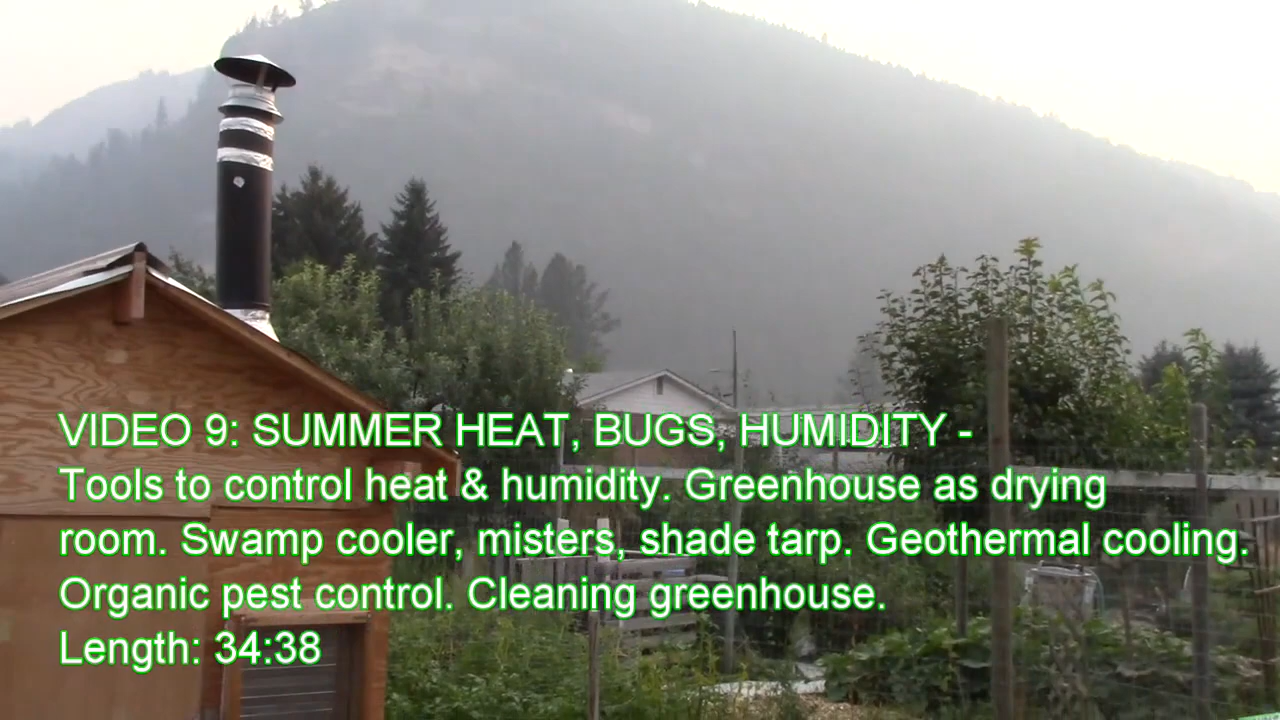 VIDEO 9: SUMMER HEAT, BUGS, HUMIDITY -
Tools to control heat & humidity. Greenhouse as drying
room. Swamp cooler, misters, shade tarp. Geothermal cooling.
Organic pest control. Cleaning greenhouse.
Length: 34:38